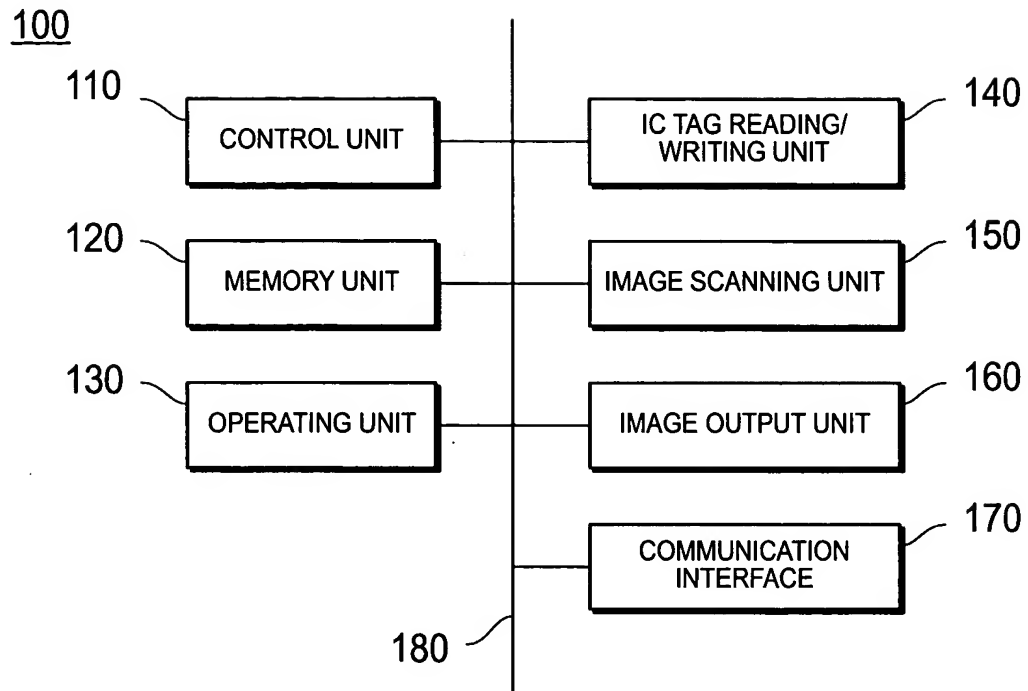 100
110
CONTROL UNIT
140
IC TAG READING/
WRITING UNIT
120
MEMORY UNIT
150
IMAGE SCANNING UNIT
130
OPERATING UNIT
160
IMAGE OUTPUT UNIT
170
COMMUNICATION
INTERFACE
180